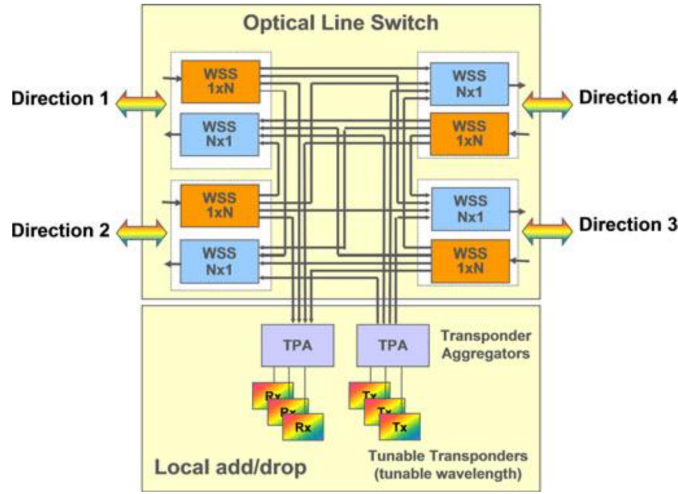 Optical Line Switch
Direction 1
WSS
1xN
WSS
Nx1
Direction 2
WSS
1xN
WSS
Nx1
WSS
Nx1
WSS
1xN
Direction 4
WSS
Nx1
WSS
1xN
Direction 3
TPA
TPA
Transponder
Aggregators
Rx
Rx
Rx
Tx
Tx
Tx
Local add/drop
Tunable Transponders
(tunable wavelength)